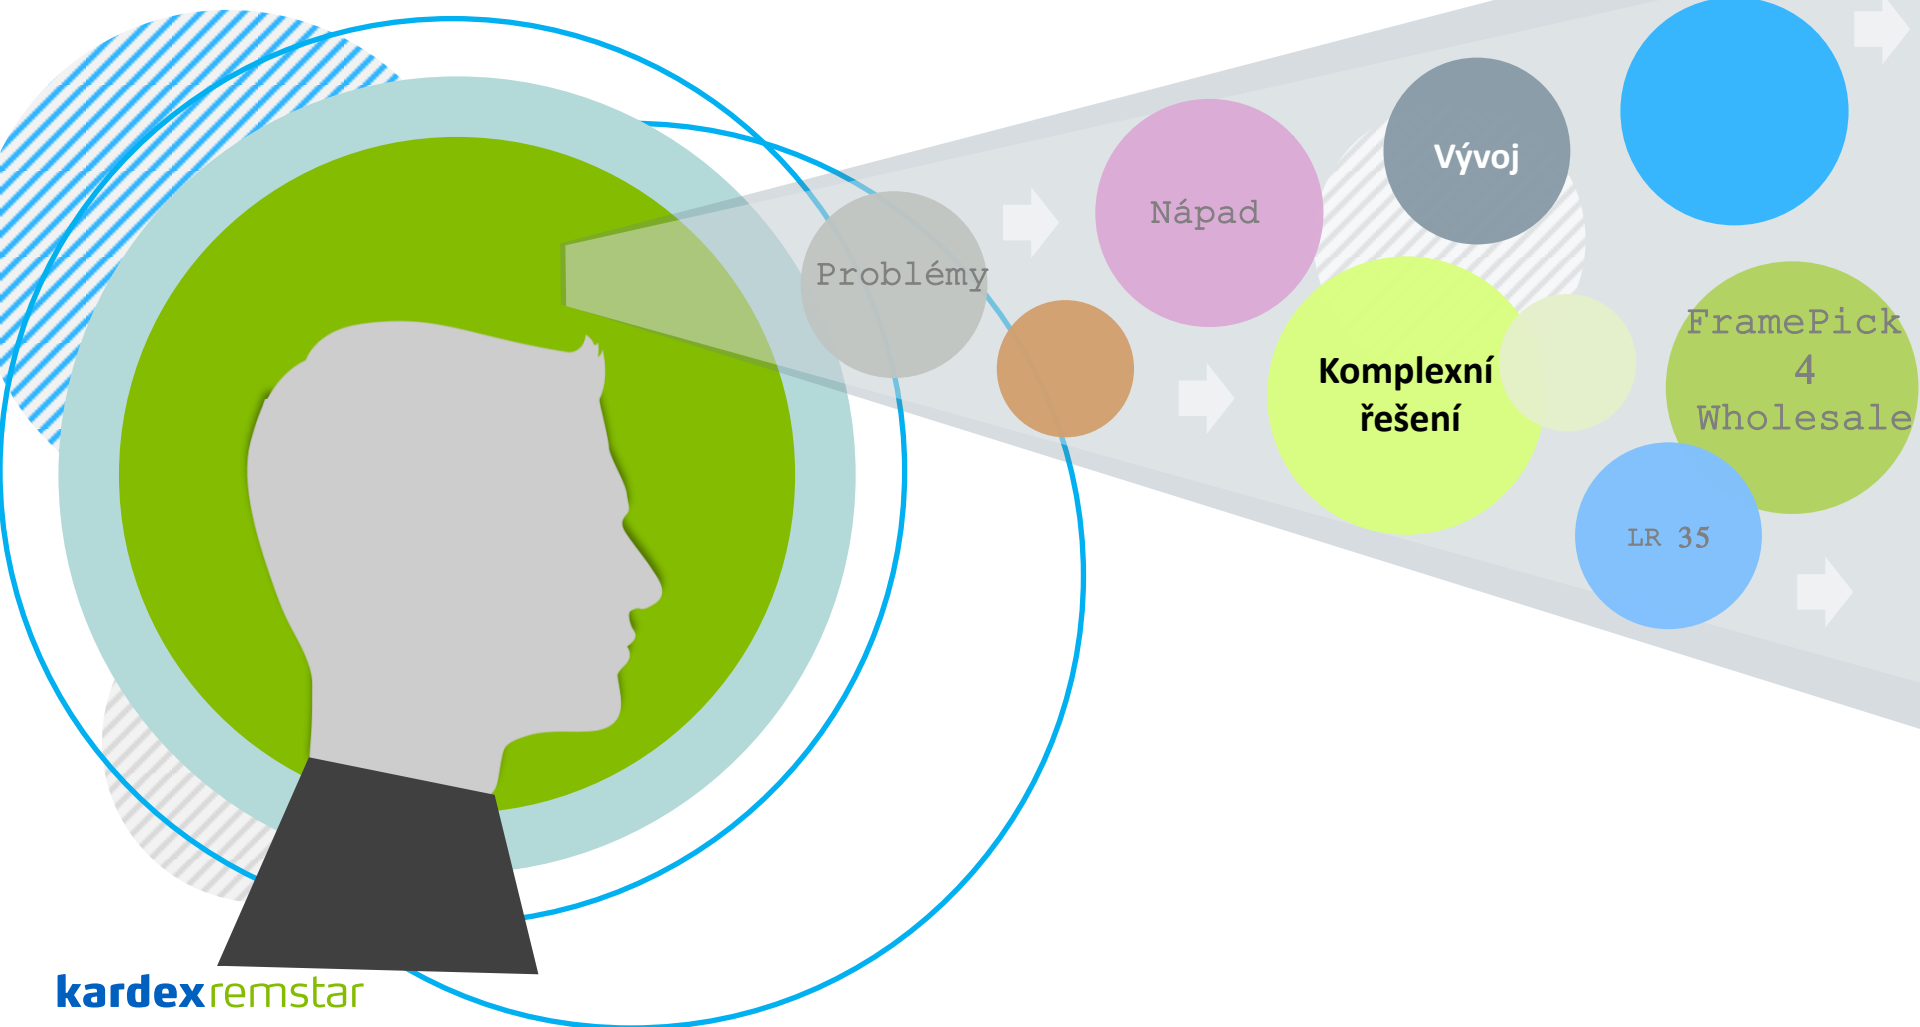 Problémy
Nápad
Vývoj
Komplexní
řešení
FramePick
4
Wholesale
LR 35
kardexremstar